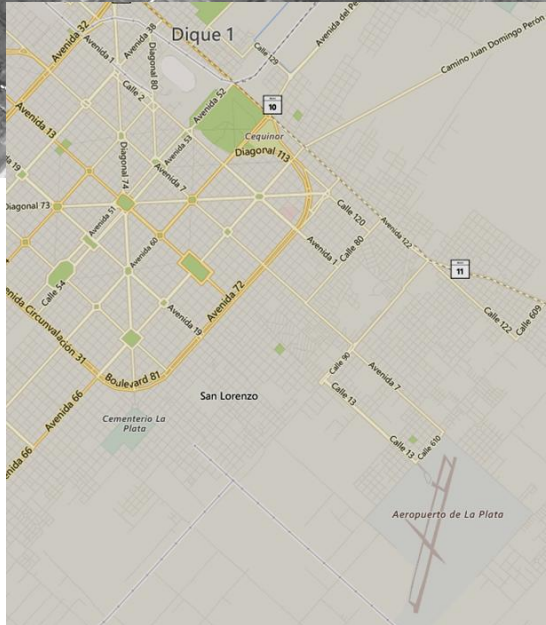 Avenida 32
Dique 1
Avenida 38
Avenida 1
Diagonal 80
Calle 129
Avenida del Pe
Camino Juan Domingo Perón
Calle 2
Avenida 52
10
Avenida 13
Cequinor
Diagonal 113
Avenida 53
Diagonal 74
Avenida 7
a 19
Diagonal 73
Avenida 51
Calle 120
Avenida 122
Calle 80
Avenida 60
Avenida 1
11
Calle 54
Avenida 72
enida Circunvalación 31
Avenida 19
Calle 122
Calle 609
Boulevard 81
Calle 90
Avenida 7
San Lorenzo
Calle 13
Avenida 66
Cementerio La
Plata
Calle 13
Calle 610
enida 66
Aeropuerto de La Plata